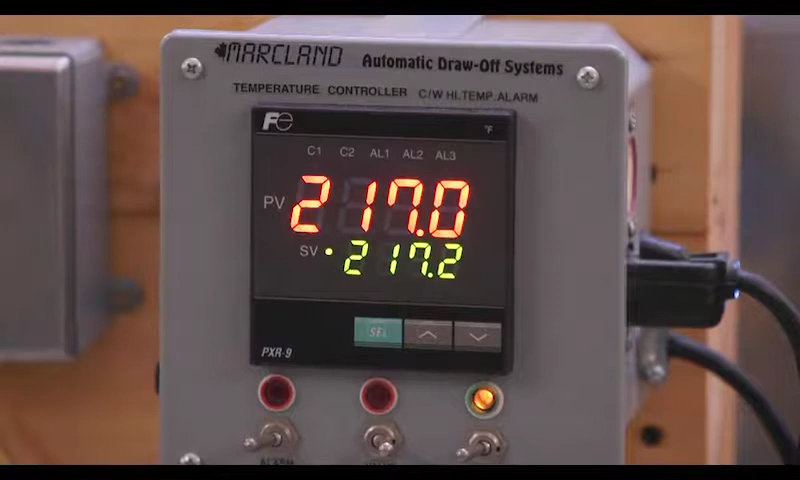 MARCLAND Automatic Draw-Off Systems
TEMPERATURE CONTROLLER C/W HI.TEMP.ALARM
Fe °F
C1 C2 AL1 AL2 AL3
PV 217.0
SV 217.2
SEL
PXR-9
ALARM